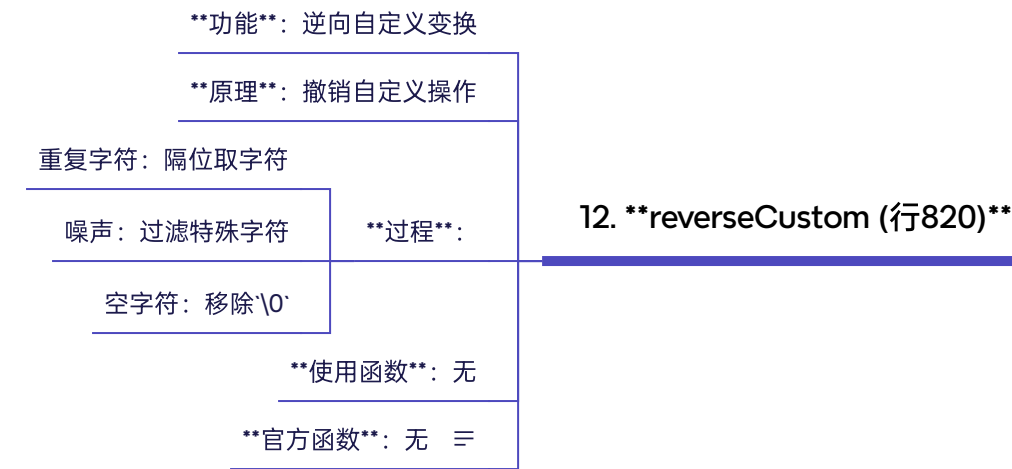 12. **reverseCustom (行820)**
**功能**：逆向自定义变换
**原理**：撤销自定义操作
**过程**：
重复字符：隔位取字符
噪声：过滤特殊字符
空字符：移除`\0`
**使用函数**：无
**官方函数**：无